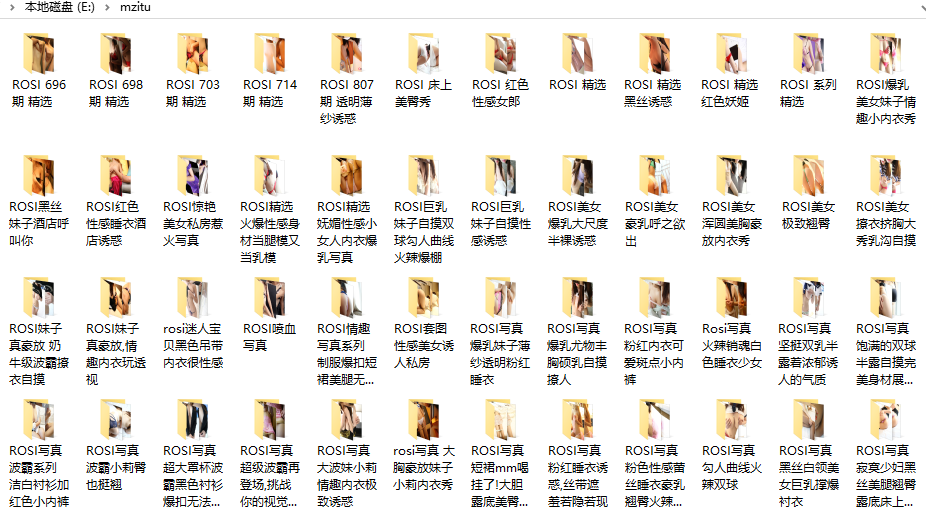 本地磁盘 (E:) > mzitu
ROSI 696
期 精选
ROSI 698
期 精选
ROSI 703
期 精选
ROSI 714
期 精选
ROSI 807
期 透明薄
纱诱惑
ROSI 床上
美臀秀
ROSI 红色
性感女郎
ROSI 精选
ROSI 精选
黑丝诱惑
ROSI 精选
红色妖姬
ROSI 系列
精选
ROSI爆乳
美女妹子情
趣小内衣秀
ROSI黑丝
妹子酒店呼
叫你
ROSI红色
性感睡衣酒
店诱惑
ROSI惊艳
美女私房惹
火写真
ROSI精选
火爆性感身
材当腿模又
当乳模
ROSI精选
妩媚性感小
女人内衣爆
乳写真
ROSI巨乳
妹子自摸双
球勾人曲线
火辣爆棚
ROSI巨乳
妹子自摸性
感诱惑
ROSI美女
爆乳大尺度
半裸诱惑
ROSI美女
豪乳呼之欲
出
ROSI美女
浑圆美胸豪
放内衣秀
ROSI美女
极致翘臀
ROSI美女
撩衣挤胸大
秀乳沟自摸
ROSI妹子
真豪放 奶
牛级波霸撩
衣自摸
ROSI妹子
真豪放,情
趣内衣玩透
视
rosi迷人宝
贝黑色吊带
内衣很性感
ROSI喷血
写真
ROSI情趣
写真系列
制服爆扣短
裙美腿无...
ROSI套图
性感美女诱
人私房
ROSI写真
爆乳妹子薄
纱透明粉红
睡衣
ROSI写真
爆乳尤物丰
胸硕乳自摸
撩人
ROSI写真
粉红内衣可
爱斑点小内
裤
Rosi写真
火辣销魂白
色睡衣少女
ROSI写真
坚挺双乳半
露着浓郁诱
人的气质
ROSI写真
饱满的双球
半露自摸完
美身材展...
ROSI写真
波霸系列
洁白衬衫加
红色小内裤
ROSI写真
波霸小莉臀
也挺翘
ROSI写真
超大罩杯波
霸黑色衬衫
爆扣无法...
ROSI写真
超级波霸再
登场,挑战
你的视觉...
ROSI写真
大波妹小莉
情趣内衣极
致诱惑
rosi写真 大
胸豪放妹子
小莉内衣秀
ROSI写真
短裙mm喝
挂了!大胆
露底美臀...
ROSI写真
粉红睡衣诱
惑,丝带遮
羞若隐若现
ROSI写真
粉色性感蕾
丝睡衣豪乳
翘臀火辣...
ROSI写真
勾人曲线火
辣双球
ROSI写真
黑丝白领美
女巨乳撑爆
衬衣
ROSI写真
寂寞少妇黑
丝美腿翘臀
露底床上...